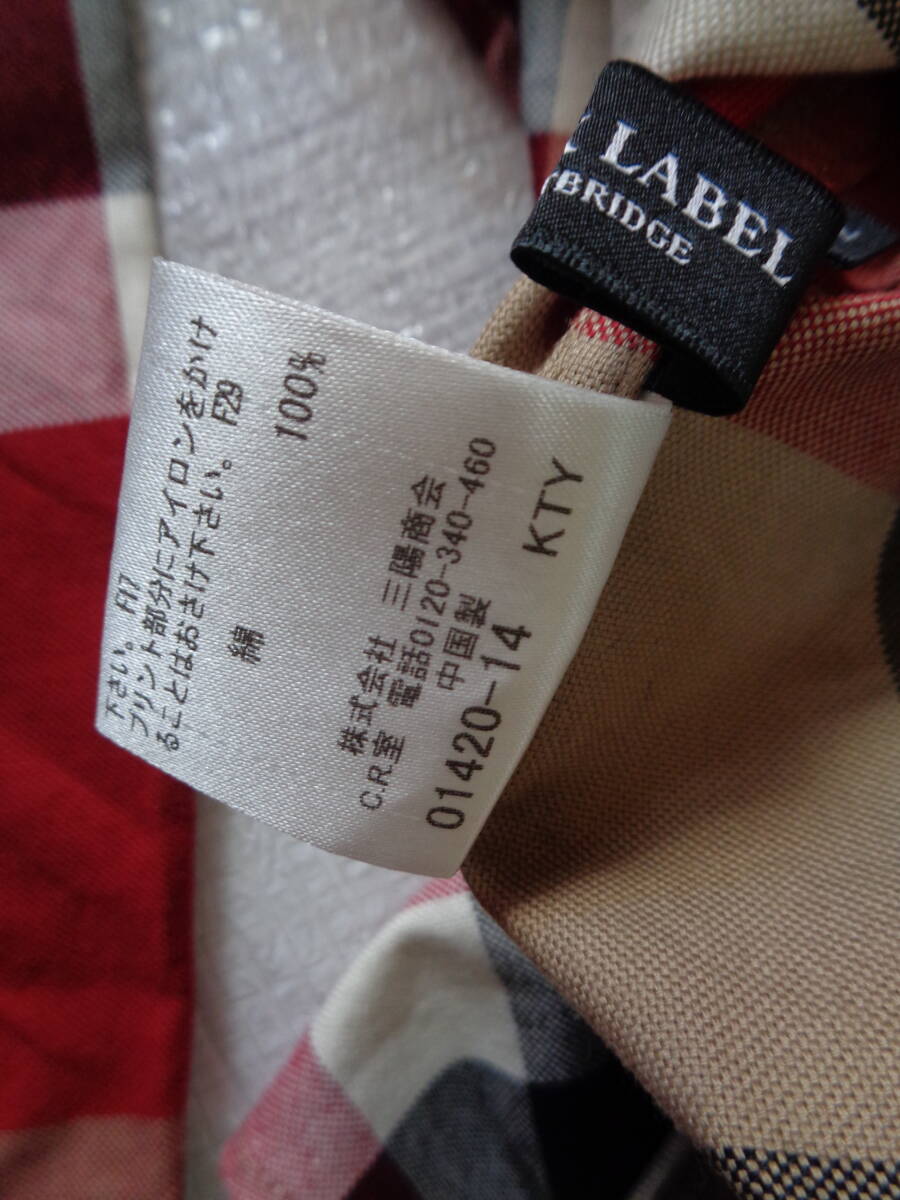 LABEL
下さい。 F17
プリント部分にアイロンをかけ
ることはおさけ下さい。 F29
綿 100%
株式会社 三陽商会
C.R室 電話0120-340-460
中国製
01420-14 KTY